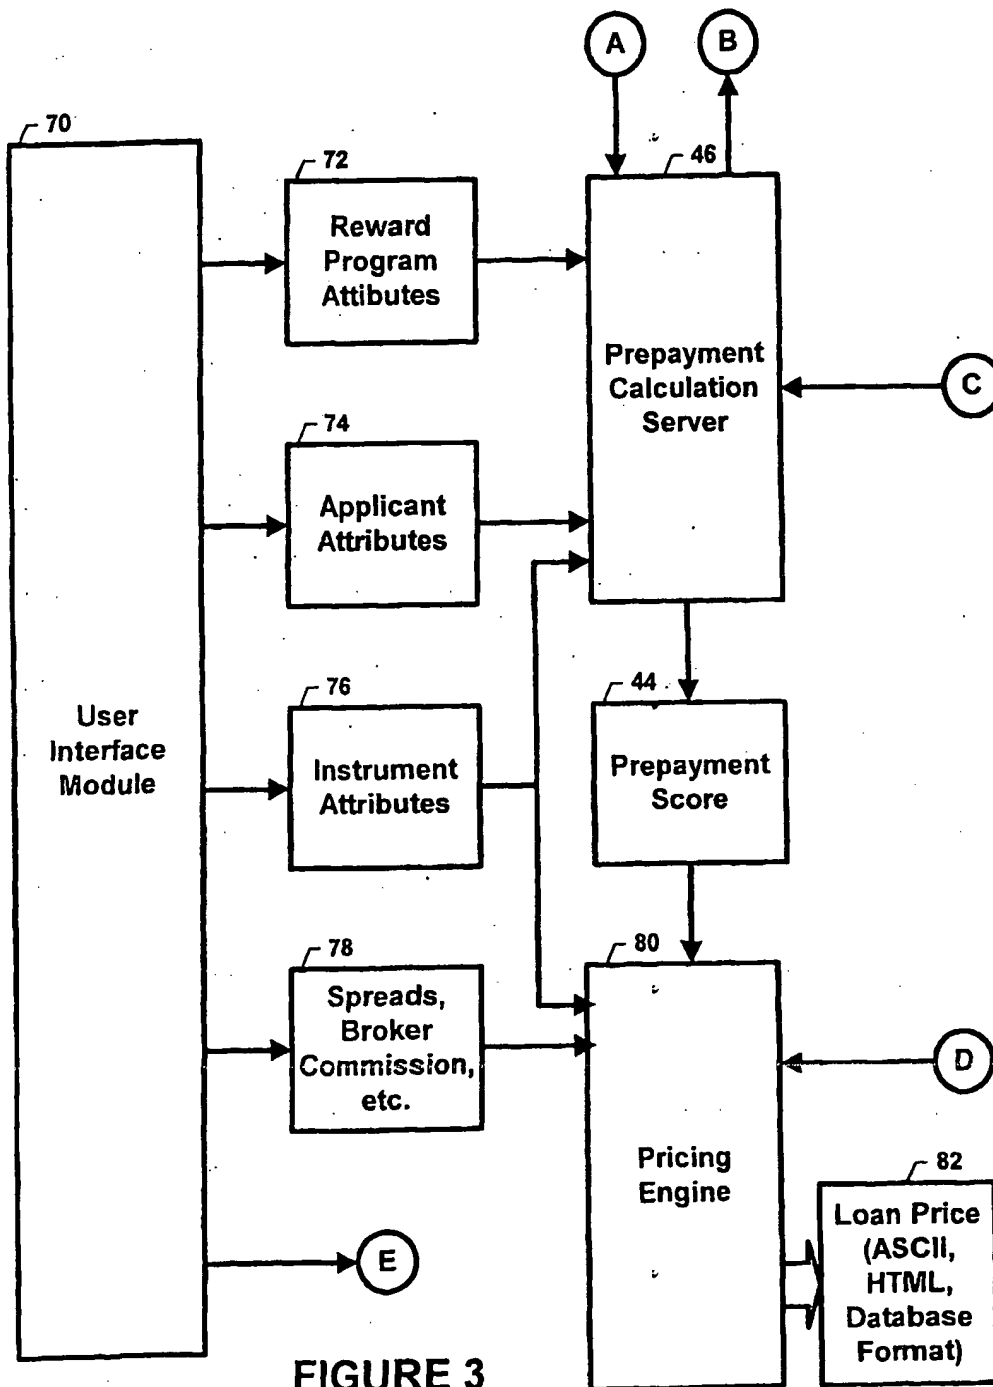 A
B
70
72
46
Reward
Program
Attibutes
Prepayment
Calculation
Server
C
74
Applicant
Attributes
76
44
User
Interface
Module
Instrument
Attributes
Prepayment
Score
78
80
Spreads,
Broker
Commission,
etc.
D
Pricing
Engine
82
Loan Price
(ASCII,
HTML,
Database
Format)
E
FIGURE 3